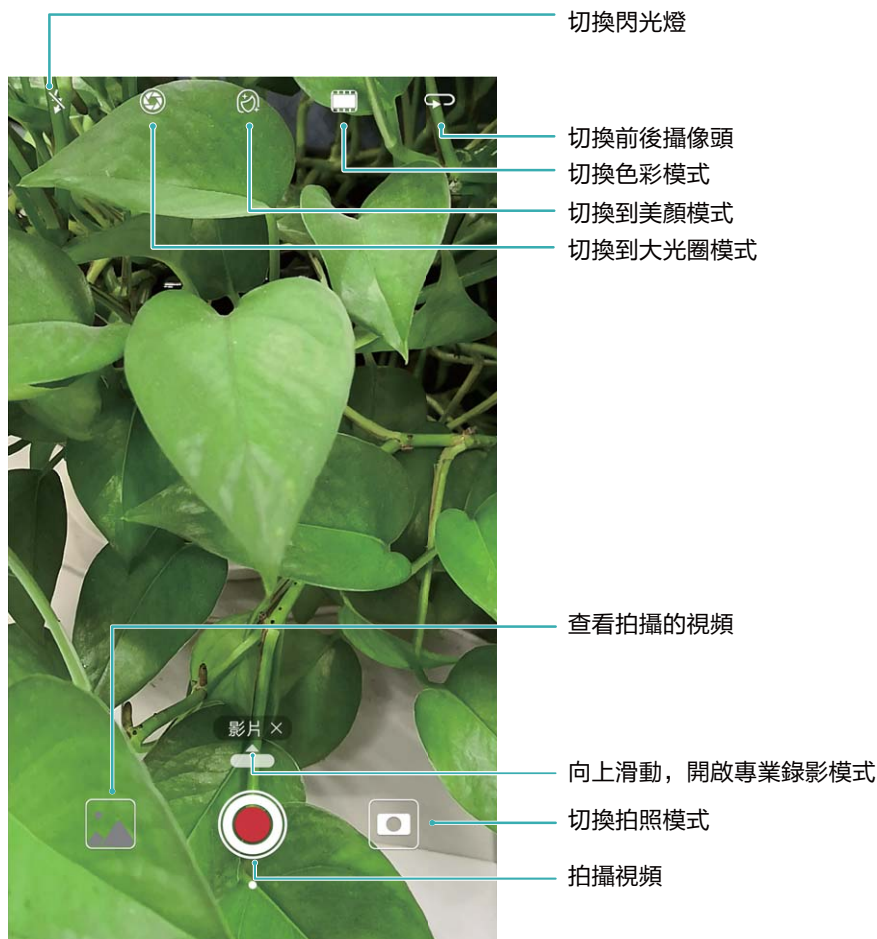 切換閃光燈
切換前後攝像頭
切換色彩模式
切換到美顏模式
切換到大光圈模式
查看拍攝的視頻
影片 ×
向上滑動，開啟專業錄影模式
切換拍照模式
拍攝視頻